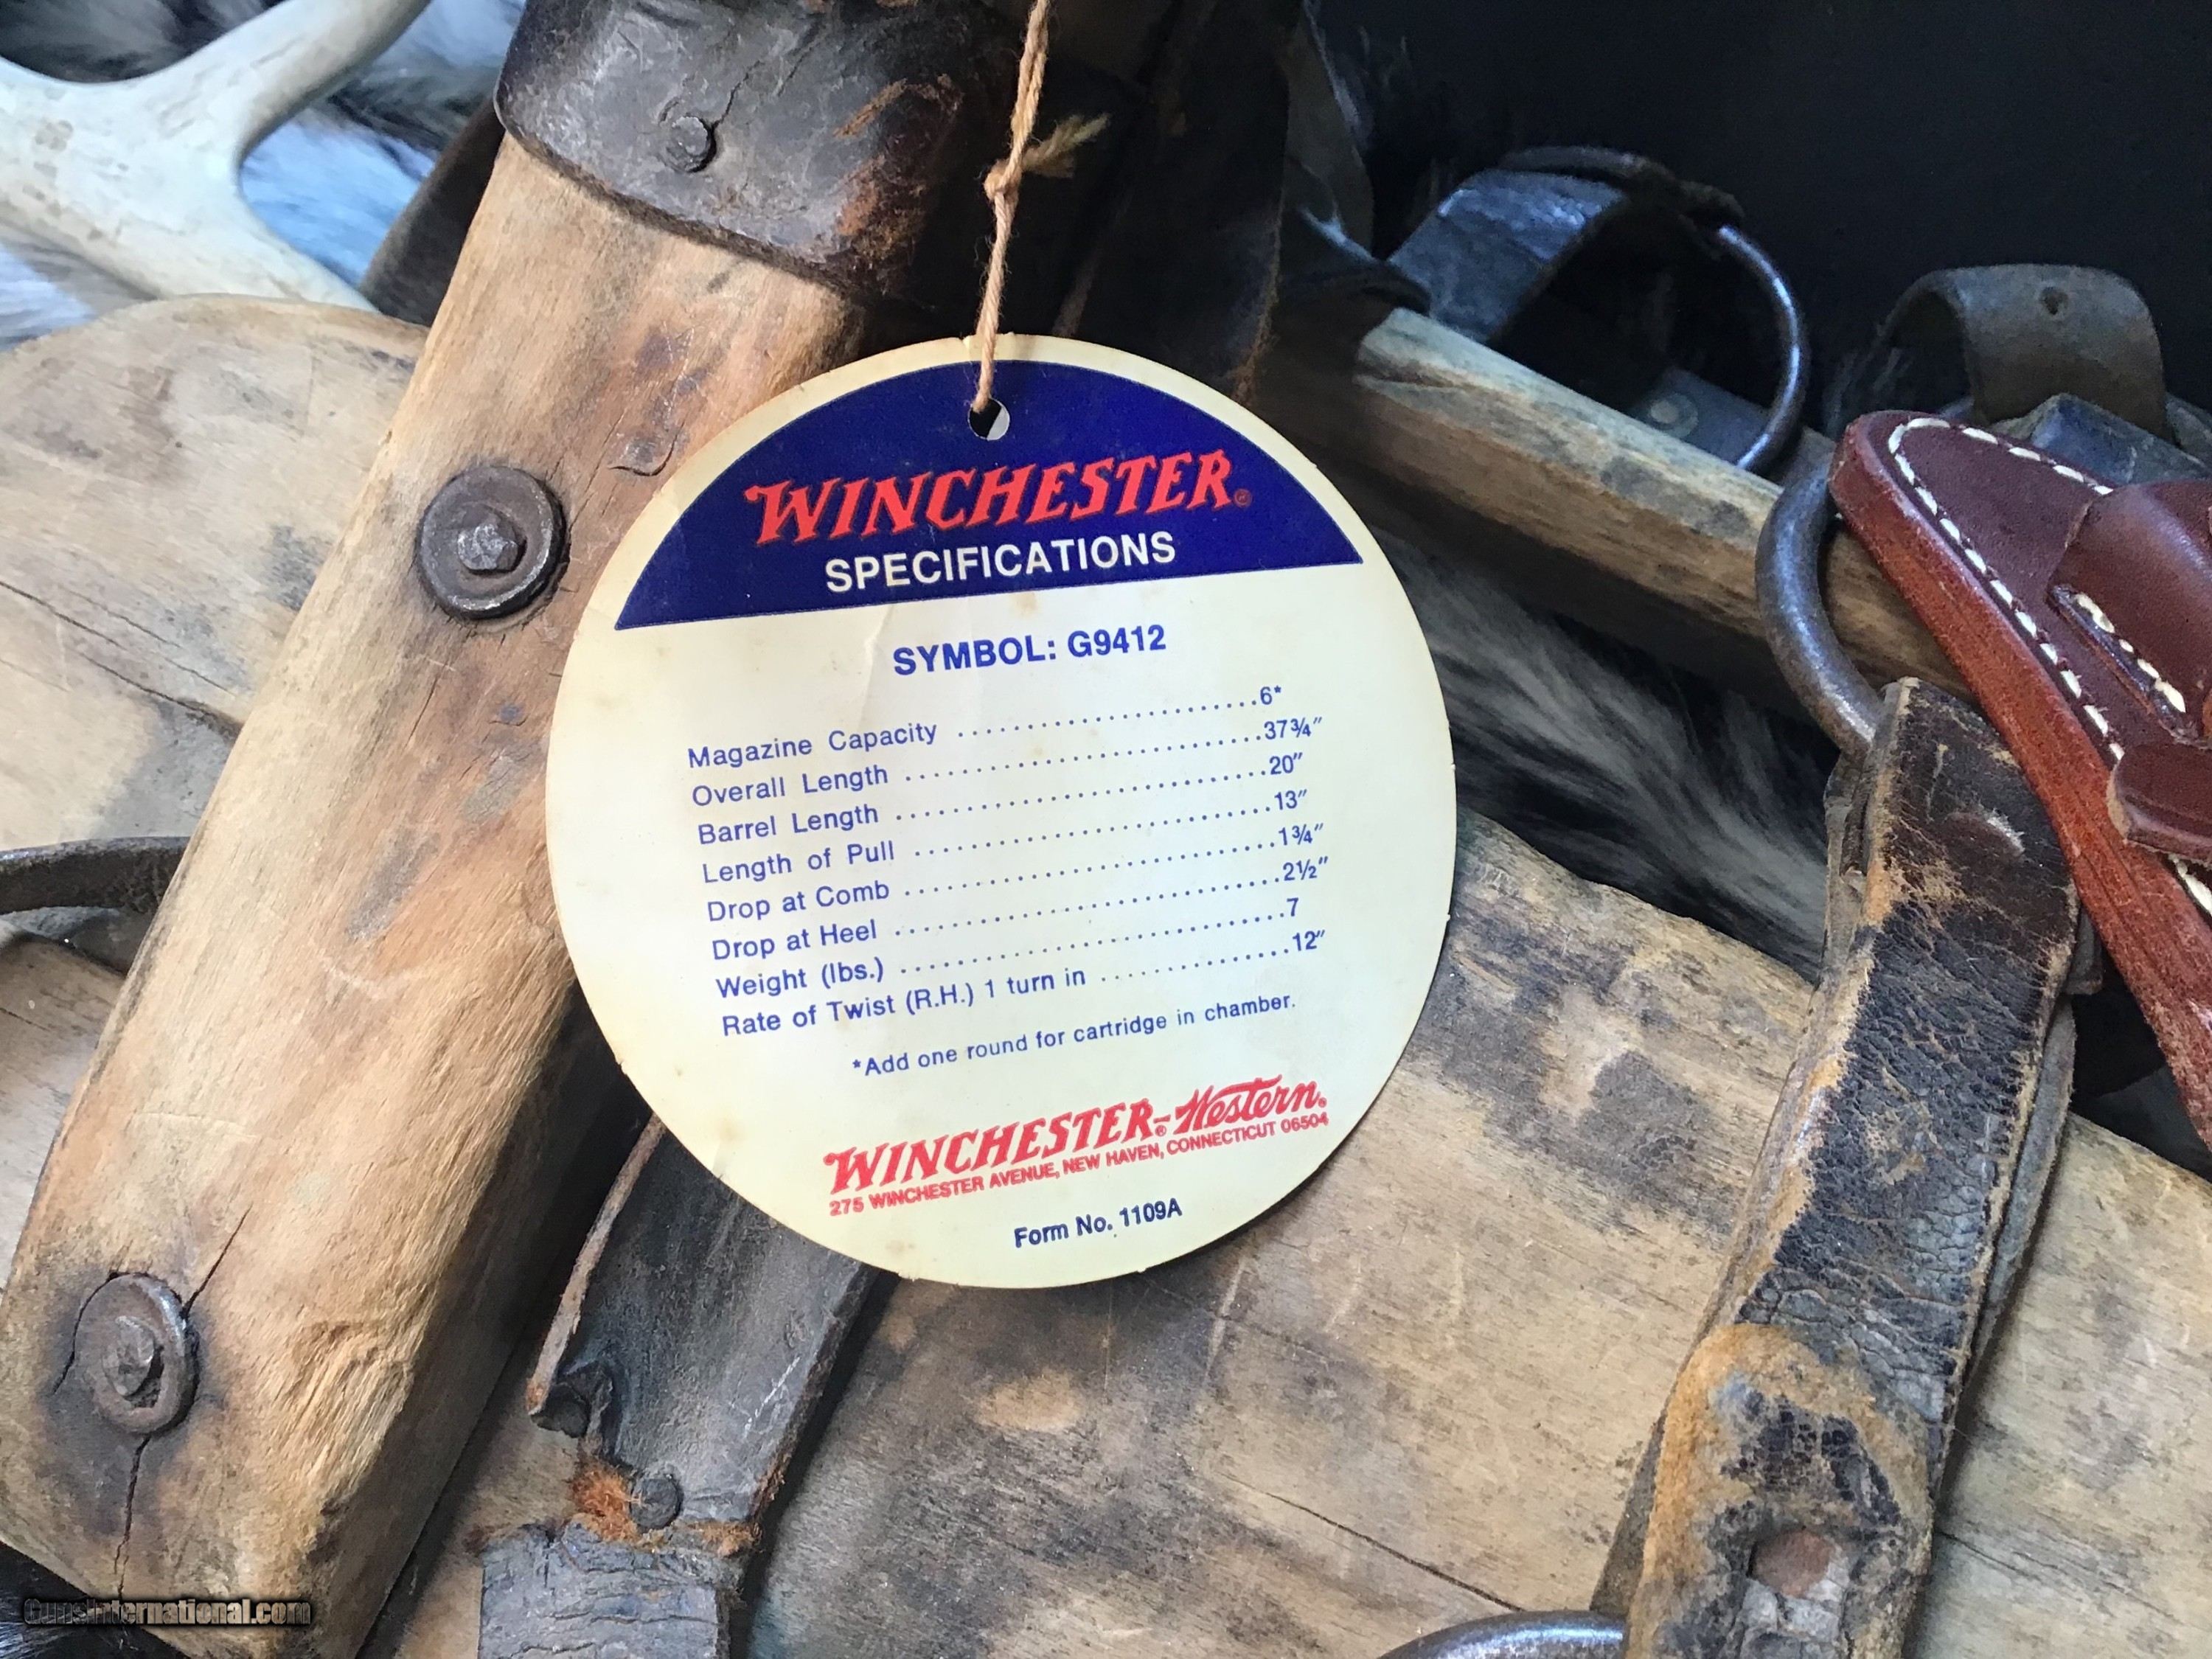 WINCHESTER®
SPECIFICATIONS
SYMBOL: G9412
Magazine Capacity ......................6*
Overall Length ..........................37¾"
Barrel Length ...........................20"
Length of Pull ..........................13"
Drop at Comb ...........................1¾"
Drop at Heel ............................2½"
Weight (lbs.) ............................7
Rate of Twist (R.H.) 1 turn in ..............12"
*Add one round for cartridge in chamber.
WINCHESTER®-Western®
275 WINCHESTER AVENUE, NEW HAVEN, CONNECTICUT 06504
Form No. 1109A
GunsInternational.com